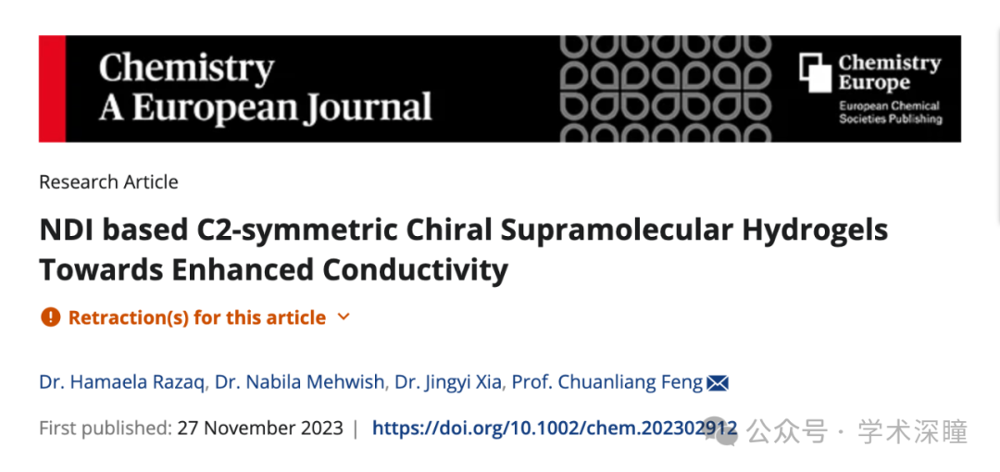 Chemistry
A European Journal
Chemistry
Europe
European Chemical
Societies Publishing
Research Article
NDI based C2-symmetric Chiral Supramolecular Hydrogels
Towards Enhanced Conductivity
Retraction(s) for this article
Dr. Hamaela Razaq, Dr. Nabila Mehwish, Dr. Jingyi Xia, Prof. Chuanliang Feng
First published: 27 November 2023 | https://doi.org/10.1002/chem.202302912
公众号 · 学术深瞳